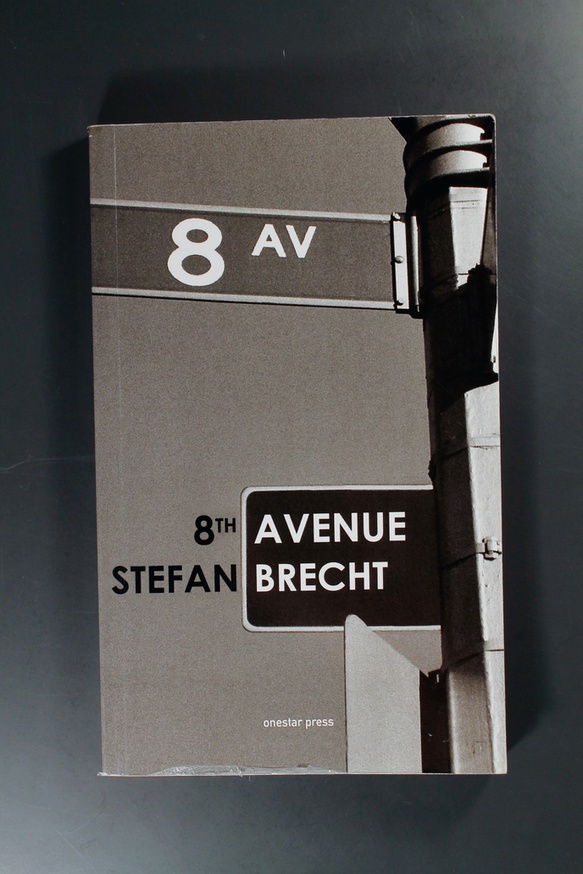 8 AV
8TH AVENUE
STEFAN BRECHT
onestar press